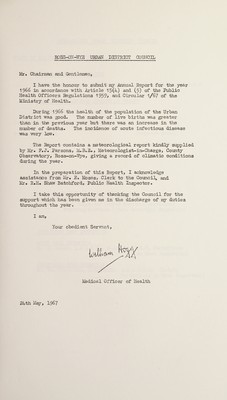 ROSS-ON-WYE URBAN DISTRICT COUNCIL
Mr. Chairman and Gentlemen,
I have the honour to submit my Annual Report for the year
1966 in accordance with Article 15(4) and (5) of the Public
Health Officers Regulations 1959, and Circular 1/67 of the
Ministry of Health.
During 1966 the health of the population of the Urban
District was good. The number of live births was greater
than in the previous year but there was an increase in the
number of deaths. The incidence of acute infectious disease
was very low.
The Report contains a meteorological report kindly supplied
by Mr. F.J. Parsons, M.B.E., Meteorologist-in-Charge, County
Observatory, Ross-on-Wye, giving a record of climatic conditions
during the year.
In the preparation of this Report, I acknowledge
assistance from Mr. Clerk to the Council, and
Mr. Shaw Public Health Inspector.
I take this opportunity of thanking the Council for the
support which has been given me in the discharge of my duties
throughout the year.
I am,
Your obedient Servant,
William Hogg
Medical Officer of Health
24th May, 1967